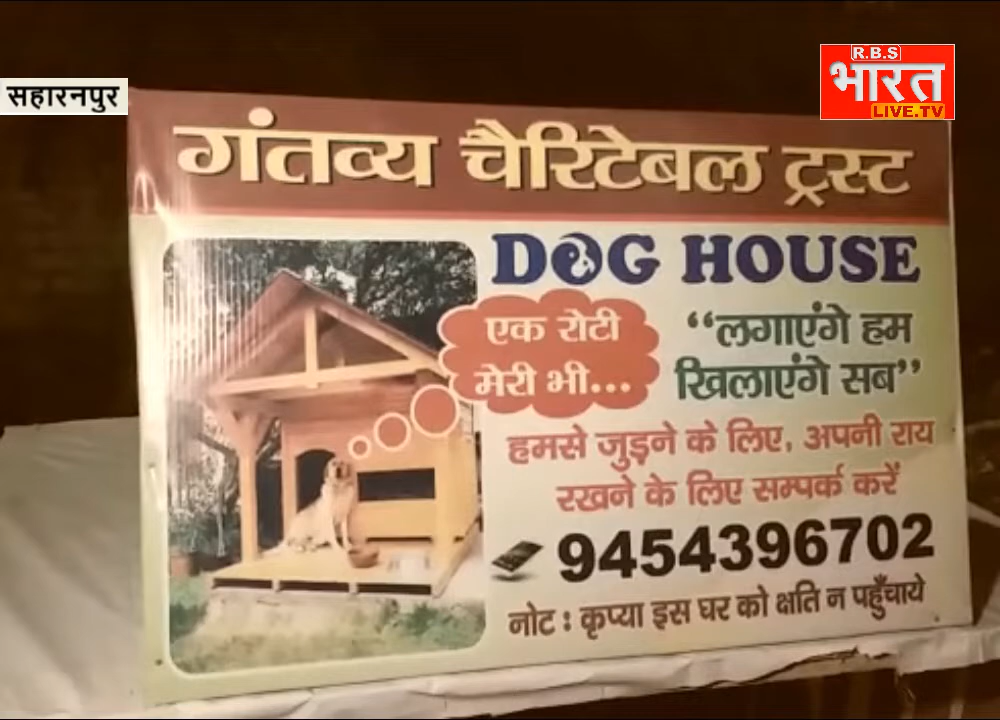 सहारनपुर
R.B.S
भारत
LIVE.TV
गंतव्य चैरिटेबल ट्रस्ट
DOG HOUSE
एक रोटी
मेरी भी...
“लगाएंगे हम
खिलाएंगे सब”
हमसे जुड़ने के लिए, अपनी राय
रखने के लिए सम्पर्क करें
9454396702
नोट : कृप्या इस घर को क्षति न पहुँचाये